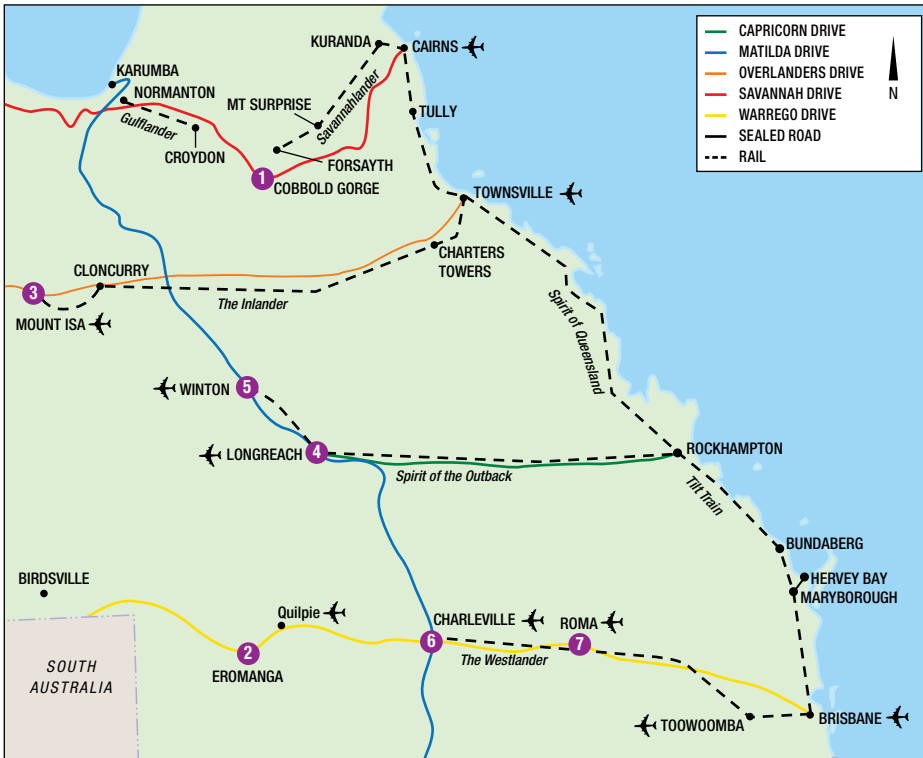 CAPRICORN DRIVE
MATILDA DRIVE
OVERLANDERS DRIVE
SAVANNAH DRIVE
WARREGO DRIVE
SEALED ROAD
RAIL
N
KURANDA
CAIRNS
KARUMBA
NORMANTON
MT SURPRISE
Savannahlander
TULLY
Gulflander
CROYDON
FORSAYTH
1
COBBOLD GORGE
TOWNSVILLE
CHARTERS
TOWERS
CLONCURRY
3
The Inlander
MOUNT ISA
Spirit of Queensland
5
WINTON
4
LONGREACH
ROCKHAMPTON
Spirit of the Outback
Tilt Train
BUNDABERG
BIRDSVILLE
HERVEY BAY
MARYBOROUGH
Quilpie
CHARLEVILLE
ROMA
6
7
2
The Westlander
EROMANGA
SOUTH
AUSTRALIA
TOOWOOMBA
BRISBANE